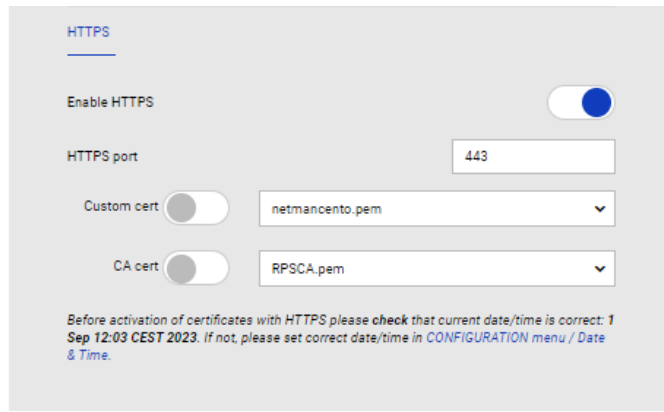 HTTPS
Enable HTTPS
HTTPS port 443
Custom cert netmancento.pem
CA cert RPSCA.pem
Before activation of certificates with HTTPS please check that current date/time is correct: 1
Sep 12:03 CEST 2023. If not, please set correct date/time in CONFIGURATION menu / Date
& Time.